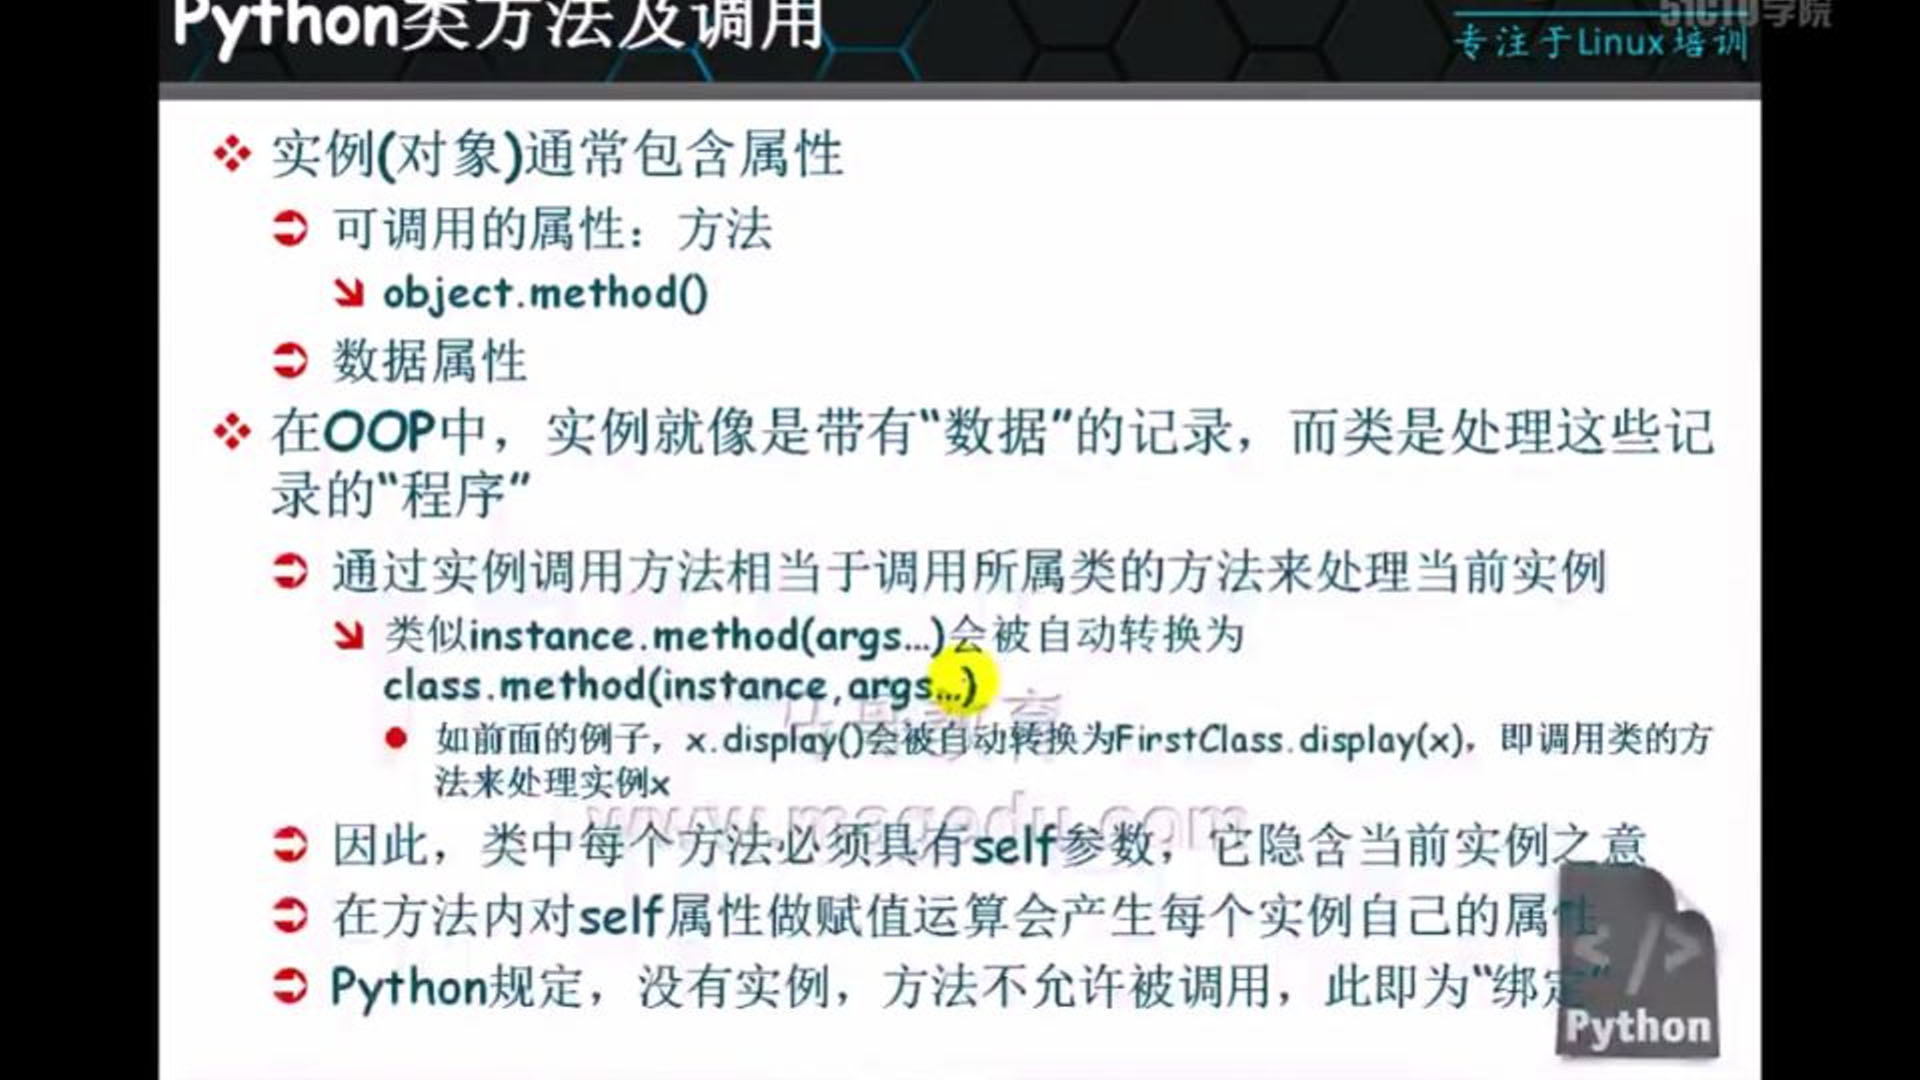 Python类方法及调用
51CTO学院
专注于Linux培训
实例(对象)通常包含属性
可调用的属性：方法
object.method()
数据属性
在OOP中，实例就像是带有“数据”的记录，而类是处理这些记
录的“程序”
通过实例调用方法相当于调用所属类的方法来处理当前实例
类似instance.method(args...)会被自动转换为
class.method(instance,args...)
如前面的例子，x.display()会被自动转换为FirstClass.display(x)，即调用类的方
法来处理实例x
www.magedu.com
因此，类中每个方法必须具有self参数，它隐含当前实例之意
在方法内对self属性做赋值运算会产生每个实例自己的属性
Python规定，没有实例，方法不允许被调用，此即为“绑定”
</>
Python